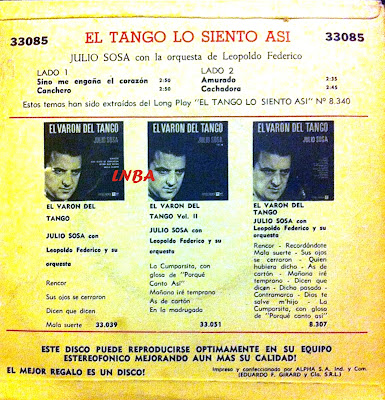 33085 EL TANGO LO SIENTO ASI 33085
JULIO SOSA con la orquesta de Leopoldo Federico
LADO 1
Sino me engaña el corazón 2:50
Canchero 2:50
LADO 2
Amurado 2:35
Cachadora 2:45
Estos temas han sido extraídos del Long Play "EL TANGO LO SIENTO ASI" Nº 8.340
EL VARON DEL TANGO
JULIO SOSA
EL VARON DEL TANGO
JULIO SOSA
EL VARON DEL TANGO
JULIO SOSA
LNBA
EL VARON DEL
TANGO
JULIO SOSA con
Leopoldo Federico y su
orquesta
Rencor
Sus ojos se cerraron
Dicen que dicen
Mala suerte 33.039
EL VARON DEL
TANGO Vol. II
JULIO SOSA con
Leopoldo Federico y su
orquesta
La Cumparsita, con
glosa de "Porqué
Canto Así"
Mañana iré temprano
As de cartón
En la madrugada
33.051
EL VARON DEL
TANGO
JULIO SOSA con
Leopoldo Federico y su
orquesta
Rencor - Recordándote
Mala suerte - Sus ojos
se cerraron - Quien
hubiera dicho - As de
cartón - Mañana iré
temprano - Dicen que
dicen - Dicha pasada -
Contramarca - Dios te
salve m'hijo - La
Cumparsita, con glosa
de "Porqué canto así"
8.307
ESTE DISCO PUEDE REPRODUCIRSE OPTIMAMENTE EN SU EQUIPO
ESTEREOFONICO MEJORANDO AUN MAS SU CALIDAD!
EL MEJOR REGALO ES UN DISCO!
Impreso y confeccionado por ALPHA S.A. Ind. y Com.
(EDUARDO F. GIRARD y Cía. S.R.L.)